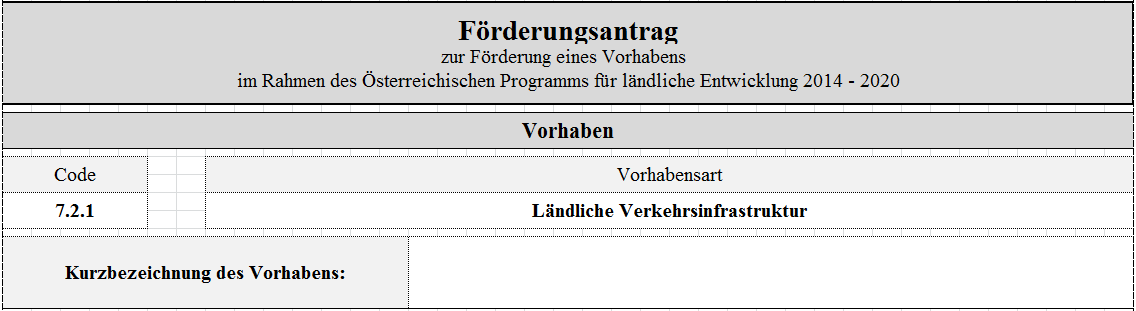 Förderungsantrag
zur Förderung eines Vorhabens
im Rahmen des Österreichischen Programms für ländliche Entwicklung 2014 - 2020
Vorhaben
Code Vorhabensart
7.2.1 Ländliche Verkehrsinfrastruktur
Kurzbezeichnung des Vorhabens: